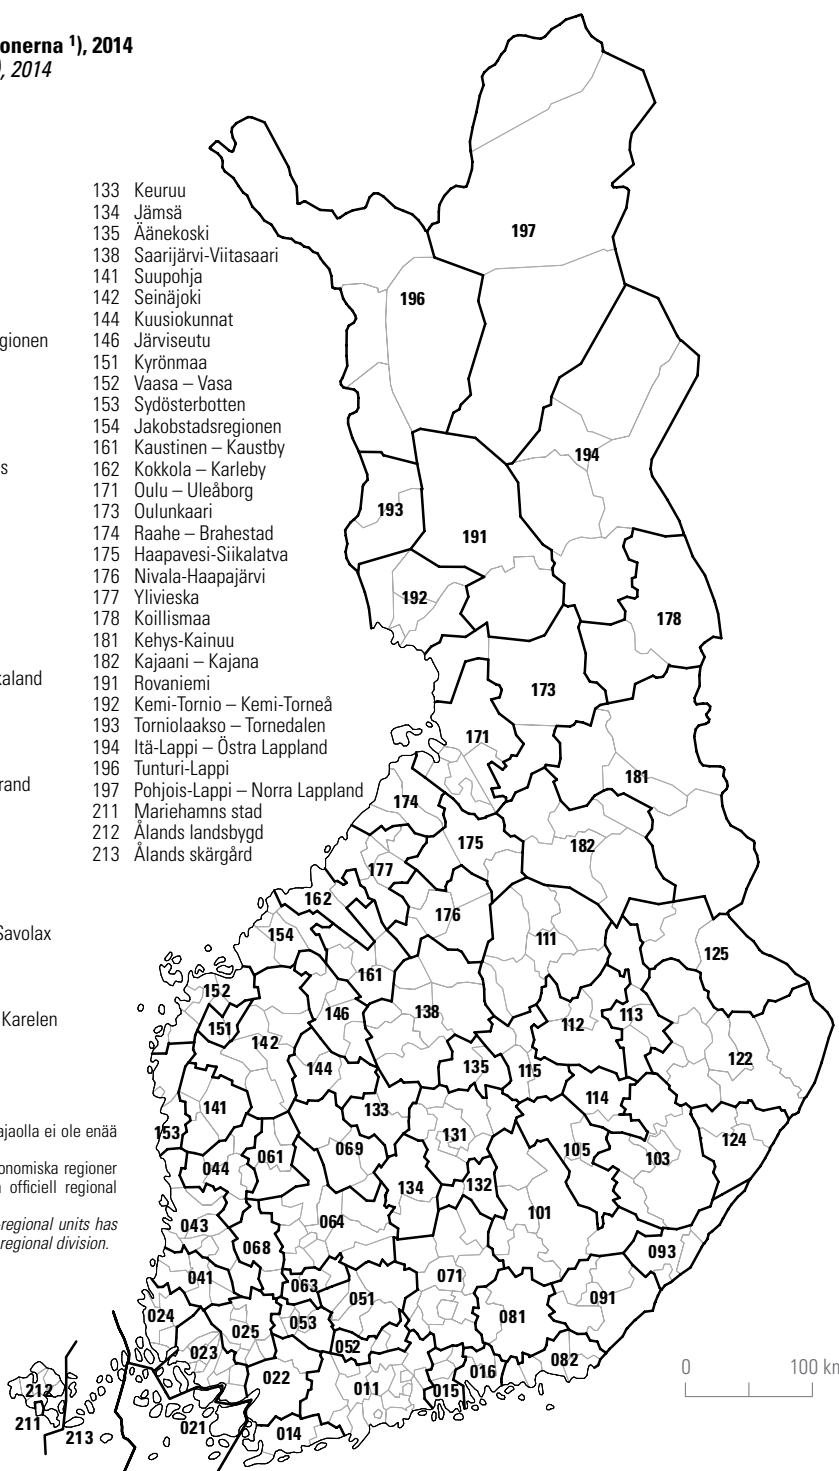 onerna ¹), 2014
), 2014
133 Keuruu
134 Jämsä
135 Äänekoski
138 Saarijärvi-Viitasaari
141 Suupohja
142 Seinäjoki
144 Kuusiokunnat
gionen
146 Järviseutu
151 Kyrönmaa
152 Vaasa – Vasa
153 Sydösterbotten
154 Jakobstadsregionen
161 Kaustinen – Kaustby
s
162 Kokkola – Karleby
171 Oulu – Uleåborg
173 Oulunkaari
174 Raahe – Brahestad
175 Haapavesi-Siikalatva
176 Nivala-Haapajärvi
177 Ylivieska
178 Koillismaa
181 Kehys-Kainuu
182 Kajaani – Kajana
kaland
191 Rovaniemi
192 Kemi-Tornio – Kemi-Torneå
193 Torniolaakso – Tornedalen
194 Itä-Lappi – Östra Lappland
196 Tunturi-Lappi
rand
197 Pohjois-Lappi – Norra Lappland
211 Mariehamns stad
212 Ålands landsbygd
213 Ålands skärgård
Savolax
Karelen
ajaolla ei ole enää
onomiska regioner
officiell regional
-regional units has
regional division.
197
196
194
193
191
192
178
173
171
181
174
175
182
177
162
176
154
111
125
161
152
146
138
112
113
151
142
122
144
135
115
114
141
133
131
153
124
061
069
105
103
044
134
132
101
043
064
068
093
071
041
063
051
091
024
053
081
025
052
023
082
022
011
016
015
212
211
021
014
213
0 100 km